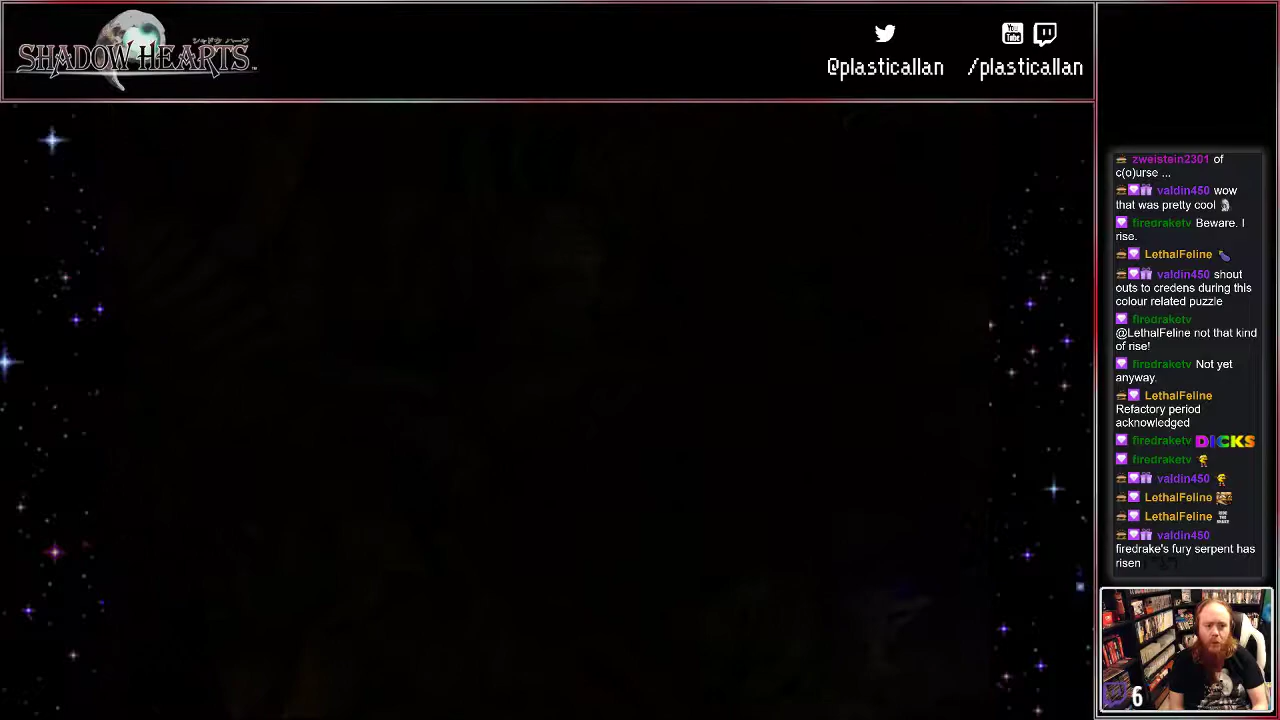 シャドウ ハーツ
SHADOW HEARTS™
@plasticallan
You Tube
/plasticallan
zweistein2301 of
c(o)urse ...
valdin450 wow
that was pretty cool
firedraketv Beware. I
rise.
LethalFeline
valdin450 shout
outs to credens during this
colour related puzzle
firedraketv
@LethalFeline not that kind
of rise!
firedraketv Not yet
anyway.
LethalFeline
Refactory period
acknowledged
firedraketv DICKS
firedraketv
valdin450
LethalFeline
LethalFeline
valdin450
firedrake's fury serpent has
risen
6